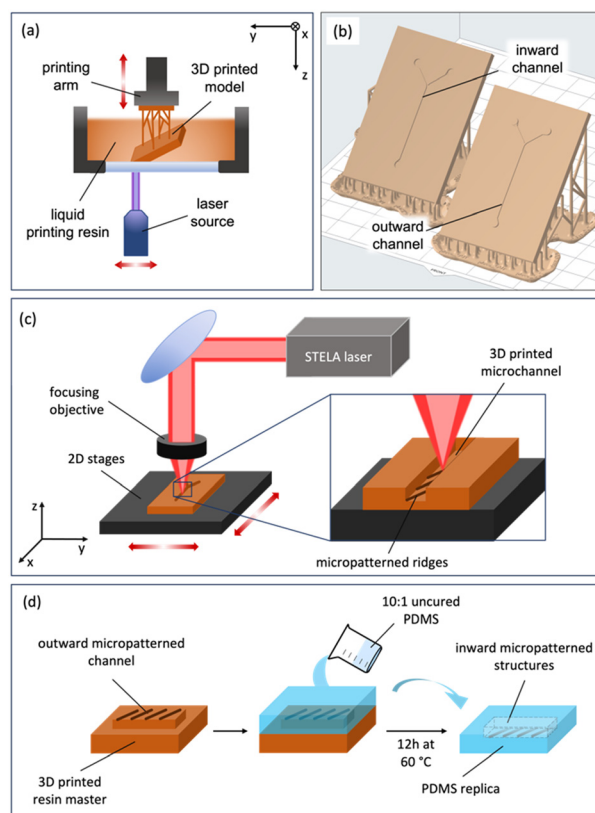 (a)
y
x
z
printing
arm
3D printed
model
liquid
printing resin
laser
source
(b)
inward
channel
outward
channel
(c)
STELA laser
focusing
objective
3D printed
microchannel
2D stages
z
y
x
micropatterned ridges
(d)
10:1 uncured
PDMS
outward micropatterned
channel
inward micropatterned
structures
12h at
60 °C
3D printed
resin master
PDMS replica